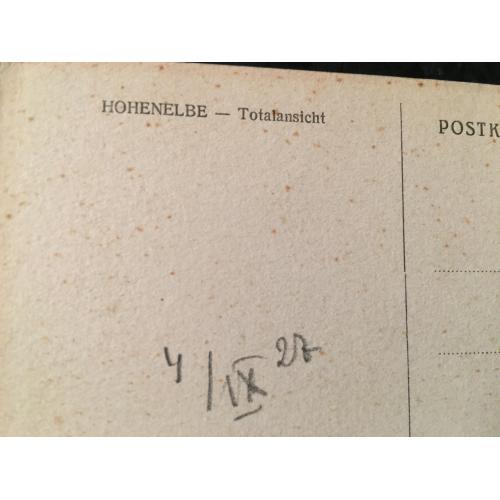 HOHENELBE — Totalansicht
POSTK
4/IX 27